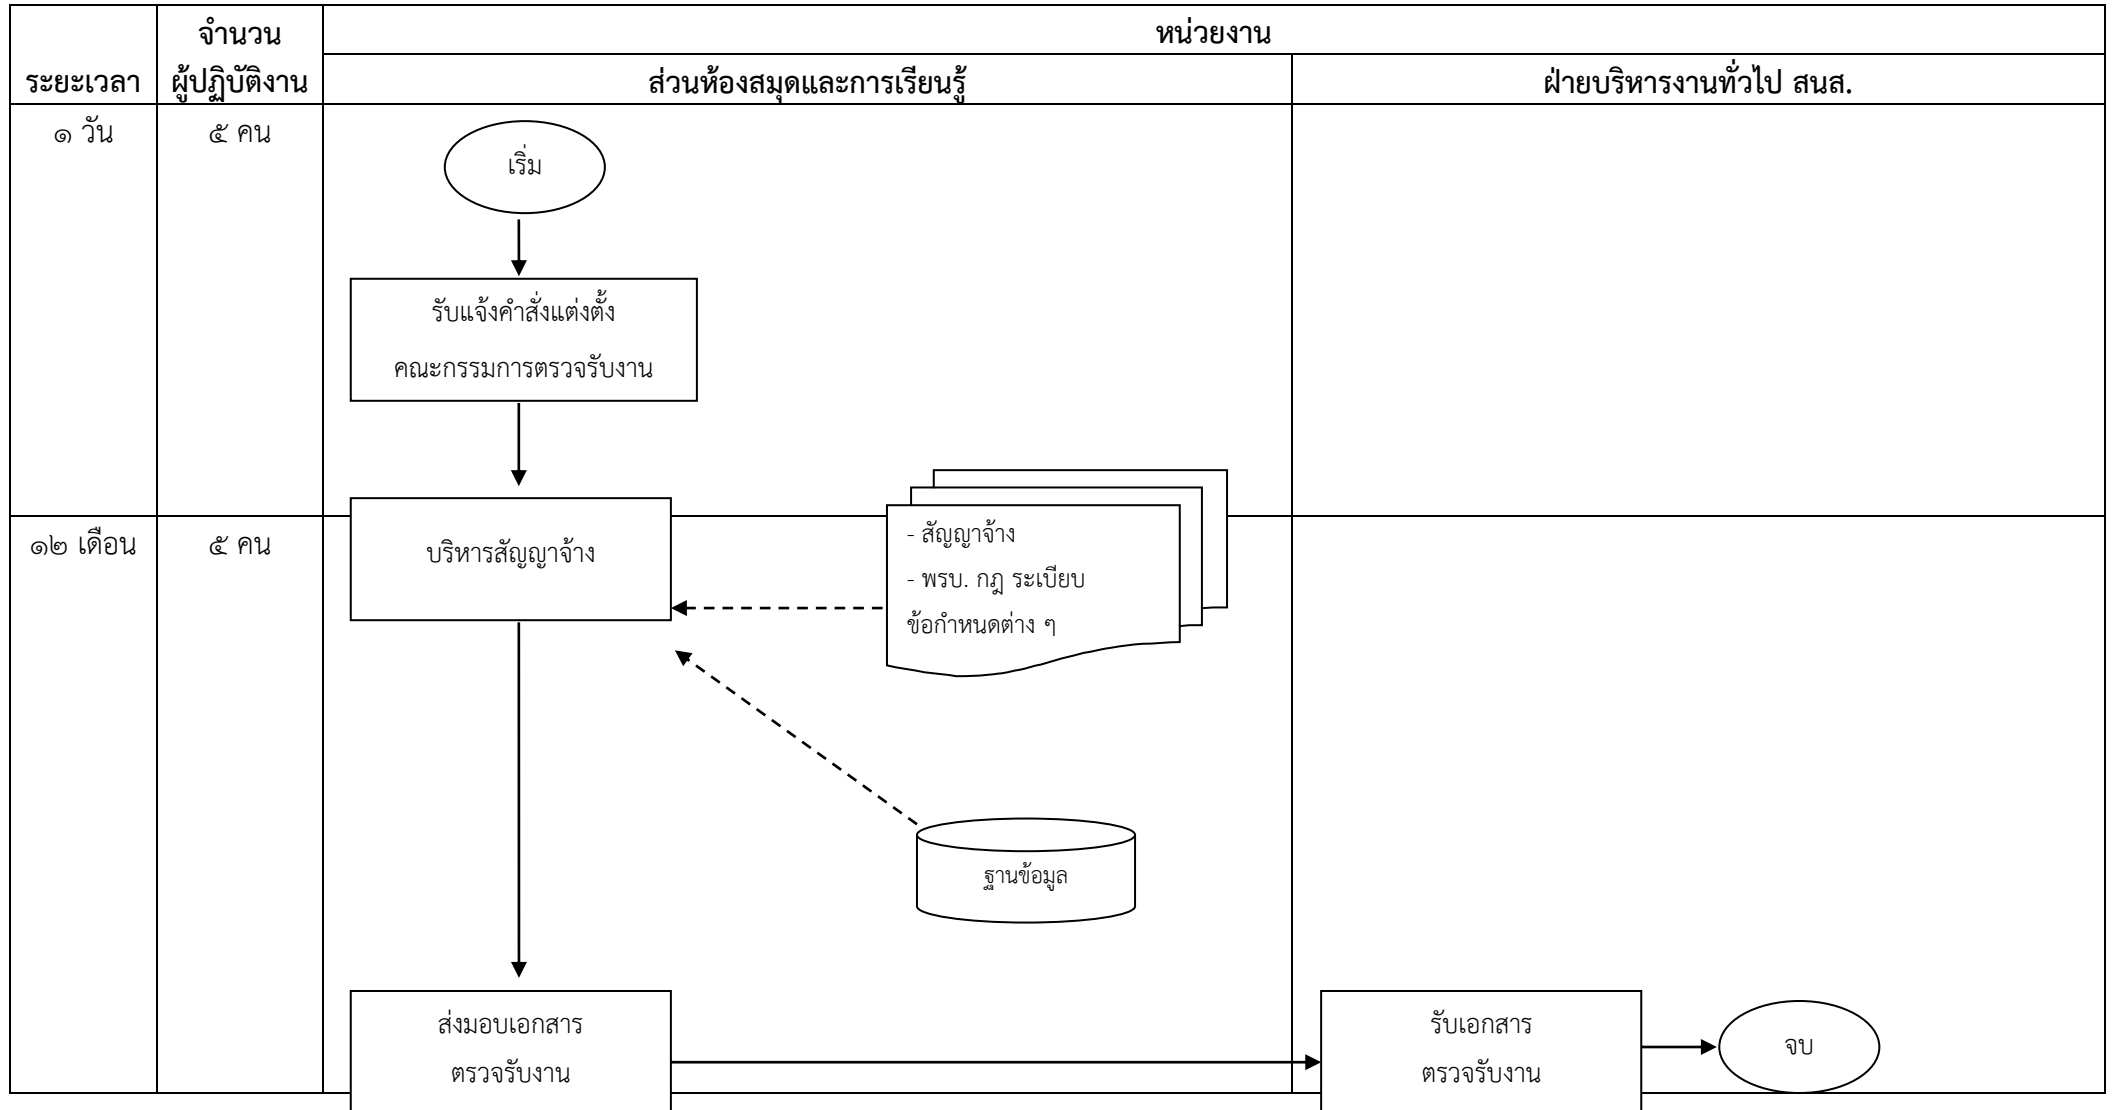 ระยะเวลา
จำนวน
ผู้ปฏิบัติงาน
หน่วยงาน
ส่วนห้องสมุดและการเรียนรู้
ฝ่ายบริหารงานทั่วไป สนส.
๑ วัน
๕ คน
เริ่ม
รับแจ้งคำสั่งแต่งตั้ง
คณะกรรมการตรวจรับงาน
๑๒ เดือน
๕ คน
บริหารสัญญาจ้าง
- สัญญาจ้าง
- พรบ. กฎ ระเบียบ
ข้อกำหนดต่าง ๆ
ฐานข้อมูล
ส่งมอบเอกสาร
ตรวจรับงาน
รับเอกสาร
ตรวจรับงาน
จบ